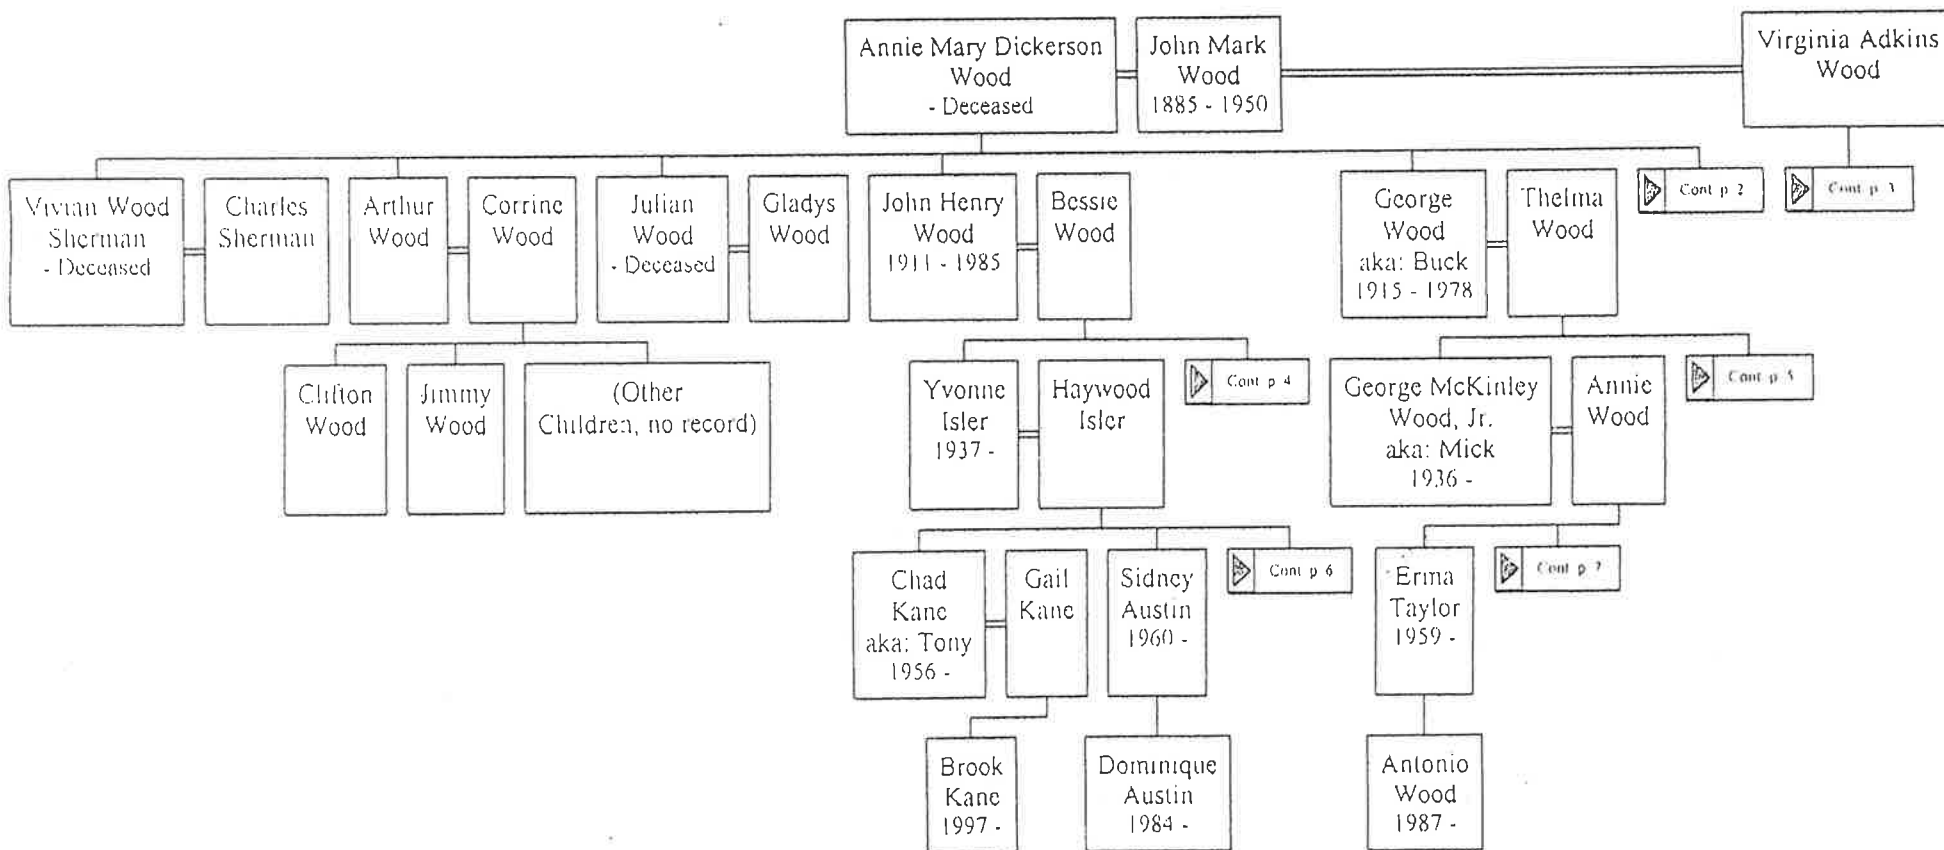 Annie Mary Dickerson
Wood
- Deceased
John Mark
Wood
1885 - 1950
Virginia Adkins
Wood
Vivian Wood
Sherman
- Deceased
Charles
Sherman
Arthur
Wood
Corrine
Wood
Julian
Wood
- Deceased
Gladys
Wood
John Henry
Wood
1911 - 1985
Bessie
Wood
George
Wood
aka: Buck
1915 - 1978
Thelma
Wood
Cont p 2
Cont p 3
Clifton
Wood
Jimmy
Wood
(Other
Children, no record)
Yvonne
Isler
1937 -
Haywood
Isler
Cont p 4
George McKinley
Wood, Jr.
aka: Mick
1936 -
Annie
Wood
Cont p 5
Chad
Kane
aka: Tony
1956 -
Gail
Kane
Sidney
Austin
1960 -
Cont p 6
Erma
Taylor
1959 -
Cont p 7
Brook
Kane
1997 -
Dominique
Austin
1984 -
Antonio
Wood
1987 -